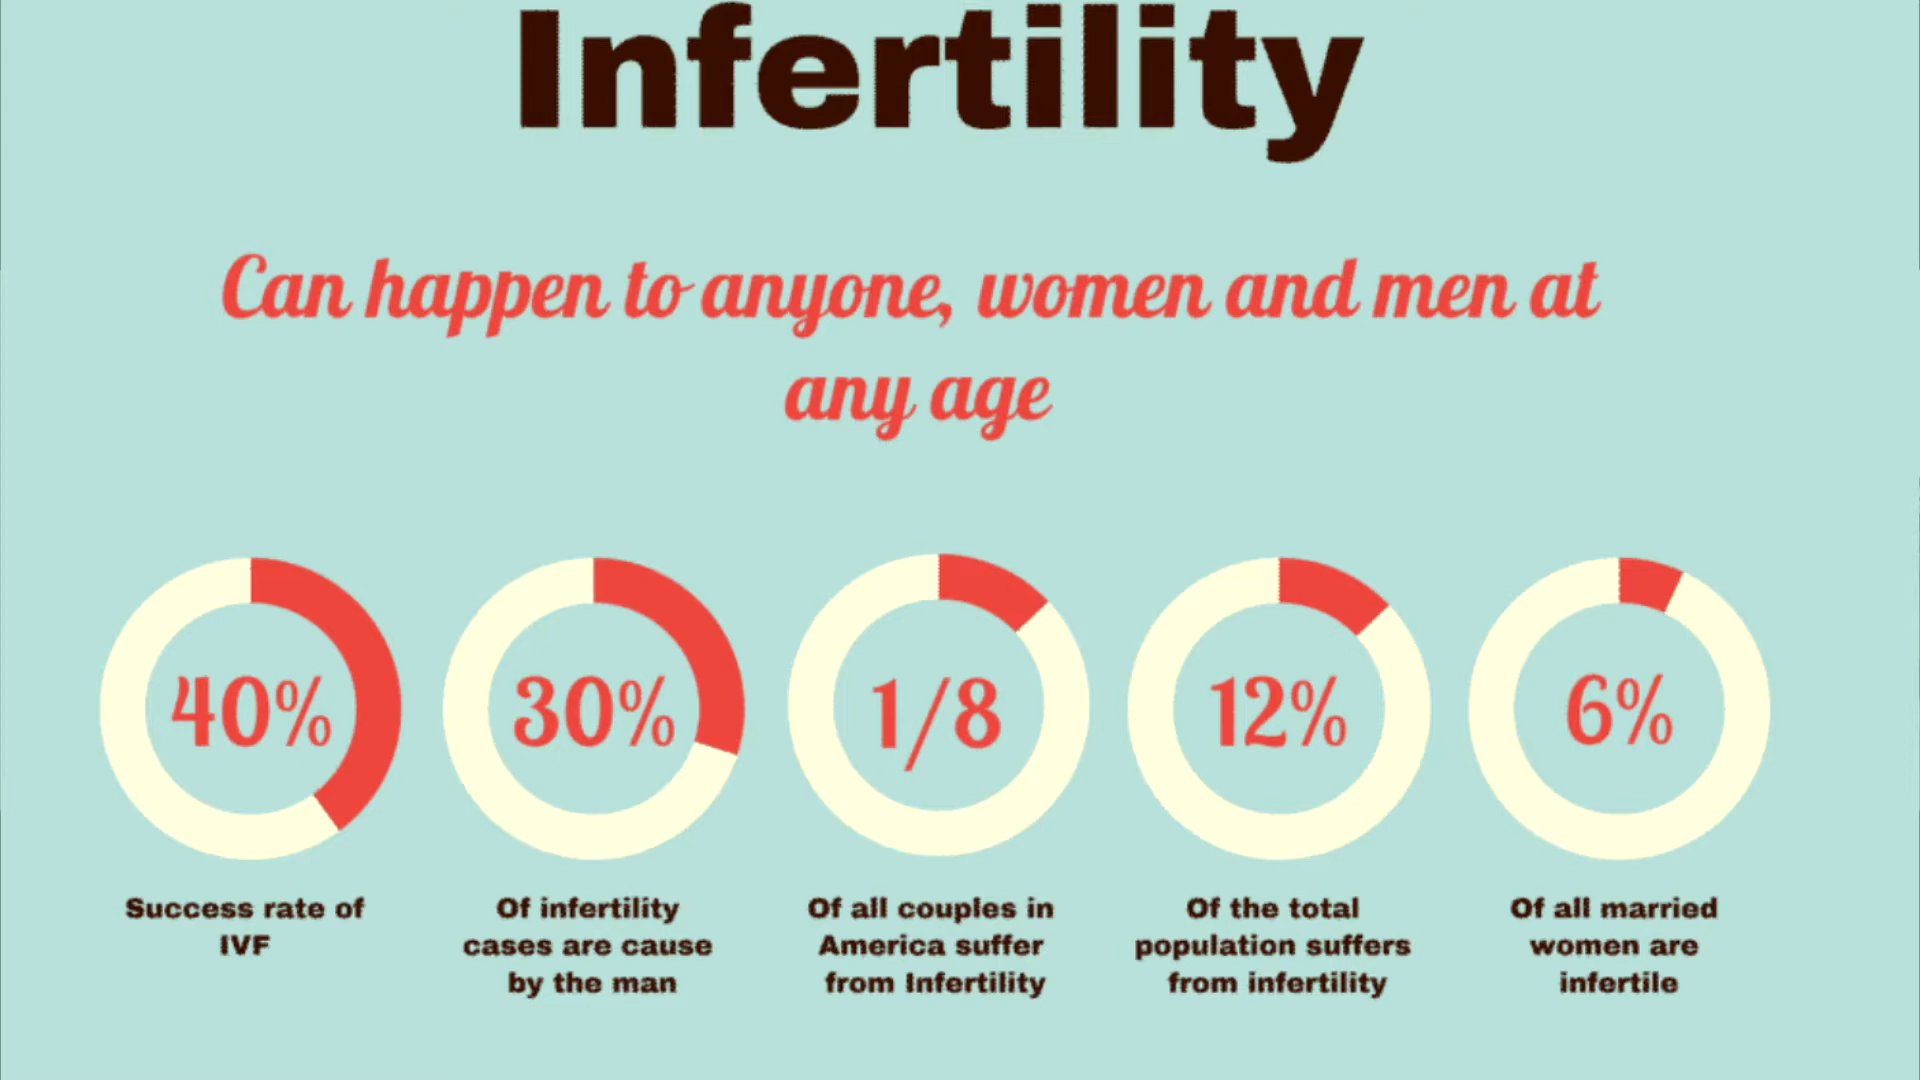 Infertility
Can happen to anyone, women and men at
any age
40%
30%
1/8
12%
6%
Success rate of
IVF
Of infertility
cases are cause
by the man
Of all couples in
America suffer
from Infertility
Of the total
population suffers
from infertility
Of all married
women are
infertile